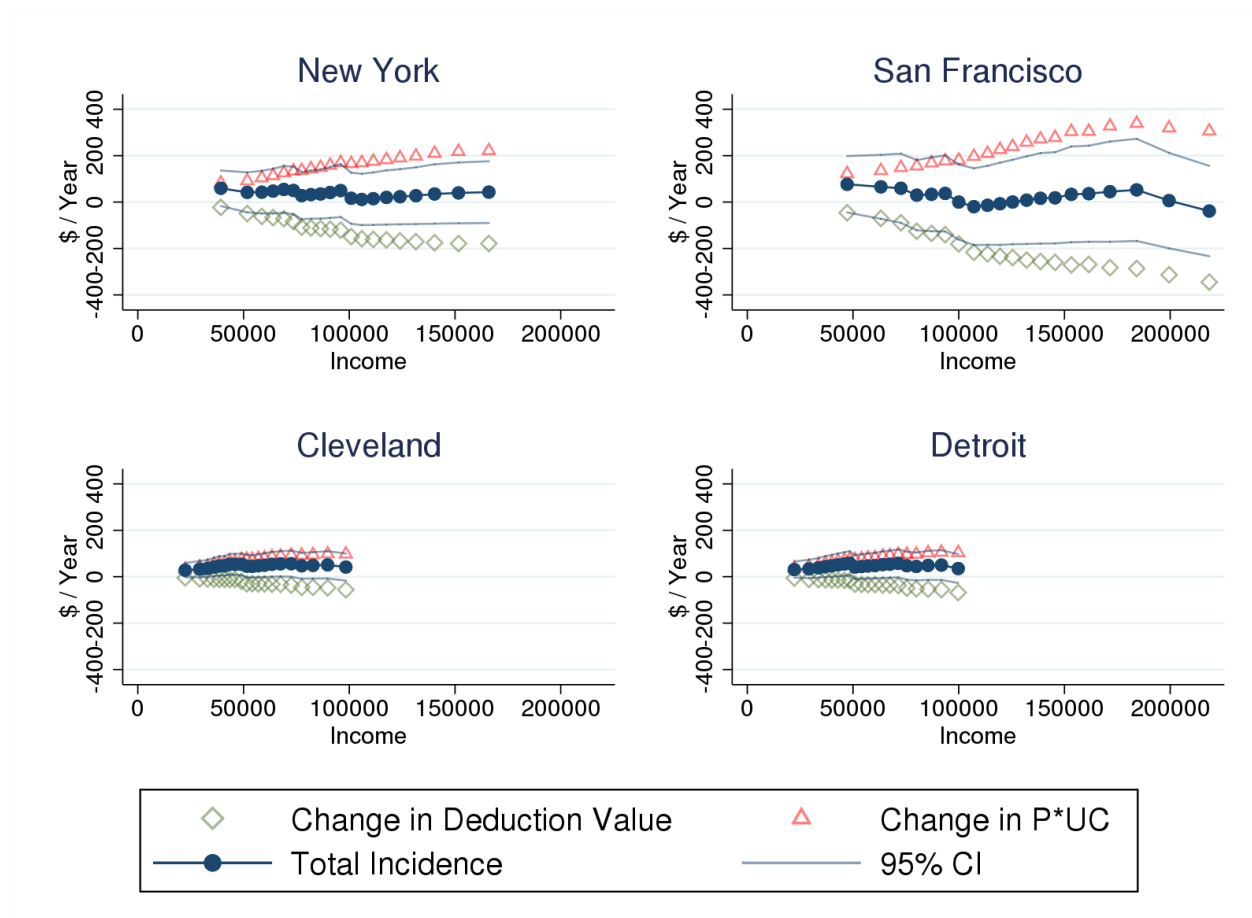 New York
$ / Year
-400-200 0 200 400
0 50000 100000 150000 200000
Income
San Francisco
$ / Year
-400-200 0 200 400
0 50000 100000 150000 200000
Income
Cleveland
$ / Year
-400-200 0 200 400
0 50000 100000 150000 200000
Income
Detroit
$ / Year
-400-200 0 200 400
0 50000 100000 150000 200000
Income
Change in Deduction Value
Change in P*UC
Total Incidence
95% CI